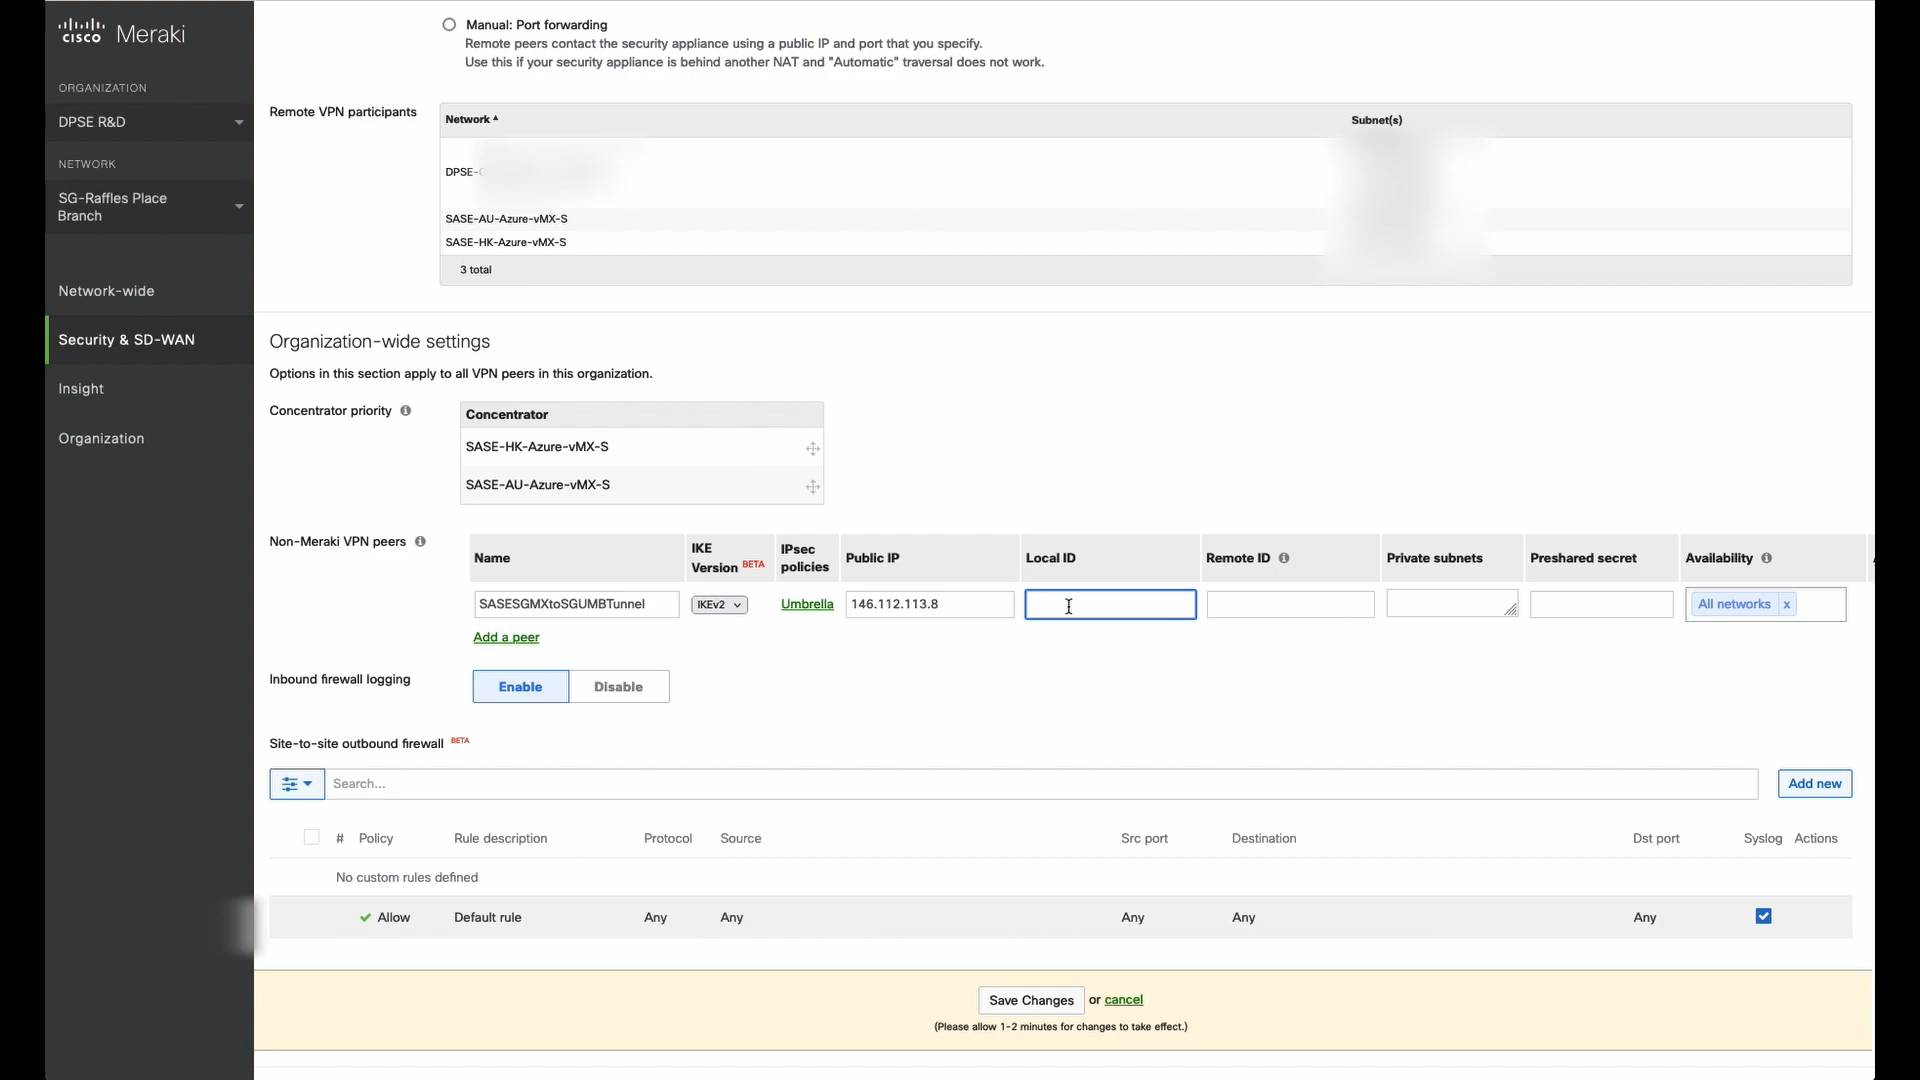 cisco Meraki
ORGANIZATION
DPSE R&D
NETWORK
SG-Raffles Place
Branch
Network-wide
Security & SD-WAN
Insight
Organization
Manual: Port forwarding
Remote peers contact the security appliance using a public IP and port that you specify.
Use this if your security appliance is behind another NAT and "Automatic" traversal does not work.
Remote VPN participants
Network Subnet(s)
DPSE-
SASE-AU-Azure-vMX-S
SASE-HK-Azure-vMX-S
3 total
Organization-wide settings
Options in this section apply to all VPN peers in this organization.
Concentrator priority
Concentrator
SASE-HK-Azure-vMX-S
SASE-AU-Azure-vMX-S
Non-Meraki VPN peers
Name IKE Version BETA IPsec policies Public IP Local ID Remote ID Private subnets Preshared secret Availability
SASESGMXtoSGUMBTunnel IKEv2 Umbrella 146.112.113.8 All networks x
Add a peer
Inbound firewall logging Enable Disable
Site-to-site outbound firewall BETA
Search... Add new
# Policy Rule description Protocol Source Src port Destination Dst port Syslog Actions
No custom rules defined
Allow Default rule Any Any Any Any Any
Save Changes or cancel
(Please allow 1-2 minutes for changes to take effect.)